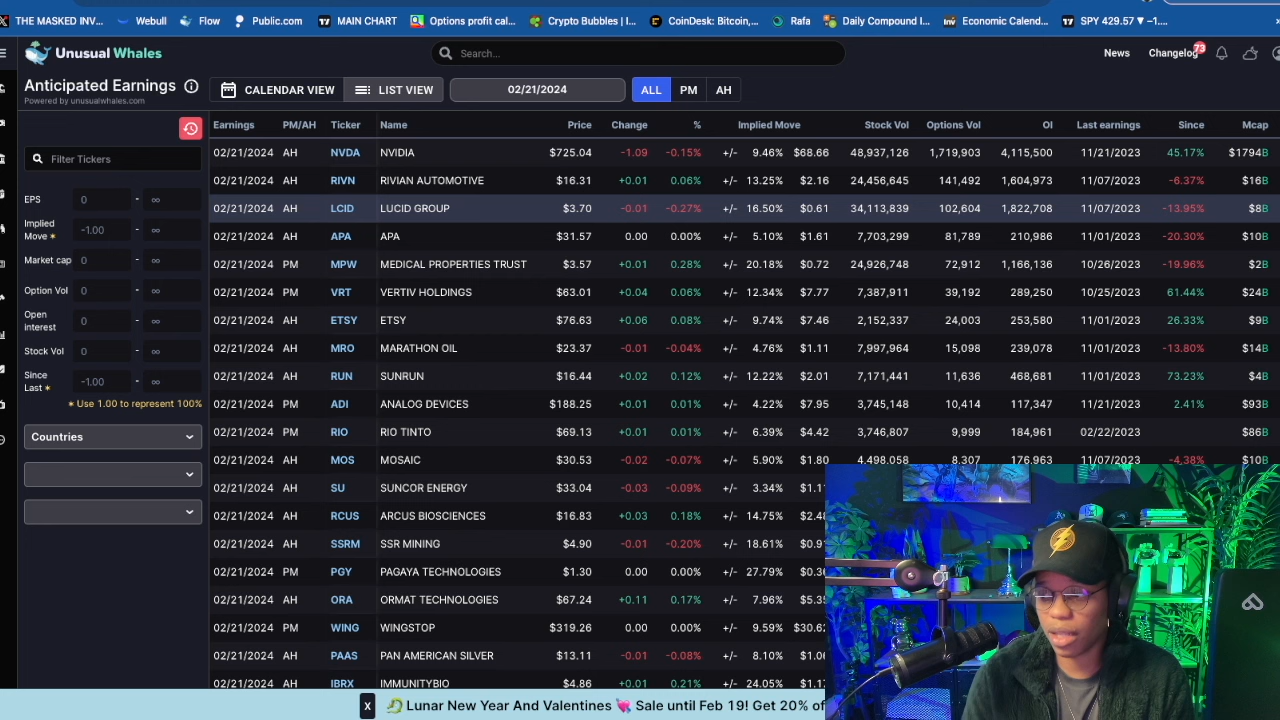 THE MASKED INV... Webull Flow Public.com MAIN CHART Options profit cal... Crypto Bubbles | I... CoinDesk: Bitcoin,... Rafa Daily Compound I... Economic Calend... SPY 429.57 ▼ −1....
Unusual Whales Search... News Changelog 73
Anticipated Earnings CALENDAR VIEW LIST VIEW 02/21/2024 ALL PM AH
Powered by unusualwhales.com
Filter Tickers
EPS 0 - ∞
Implied Move * -1.00 - ∞
Market cap 0 - ∞
Option Vol 0 - ∞
Open interest 0 - ∞
Stock Vol 0 - ∞
Since Last * -1.00 - ∞
* Use 1.00 to represent 100%
Countries
Earnings PM/AH Ticker Name Price Change % Implied Move Stock Vol Options Vol OI Last earnings Since Mcap
02/21/2024 AH NVDA NVIDIA $725.04 -1.09 -0.15% +/- 9.46% $68.66 48,937,126 1,719,903 4,115,500 11/21/2023 45.17% $1794B
02/21/2024 AH RIVN RIVIAN AUTOMOTIVE $16.31 +0.01 0.06% +/- 13.25% $2.16 24,456,645 141,492 1,604,973 11/07/2023 -6.37% $16B
02/21/2024 AH LCID LUCID GROUP $3.70 -0.01 -0.27% +/- 16.50% $0.61 34,113,839 102,604 1,822,708 11/07/2023 -13.95% $8B
02/21/2024 AH APA APA $31.57 0.00 0.00% +/- 5.10% $1.61 7,703,299 81,789 210,986 11/01/2023 -20.30% $10B
02/21/2024 PM MPW MEDICAL PROPERTIES TRUST $3.57 +0.01 0.28% +/- 20.18% $0.72 24,926,748 72,912 1,166,136 10/26/2023 -19.96% $2B
02/21/2024 PM VRT VERTIV HOLDINGS $63.01 +0.04 0.06% +/- 12.34% $7.77 7,387,911 39,192 289,250 10/25/2023 61.44% $24B
02/21/2024 PM ETSY ETSY $76.63 +0.06 0.08% +/- 9.74% $7.46 2,152,337 24,003 253,580 11/01/2023 26.33% $9B
02/21/2024 AH MRO MARATHON OIL $23.37 -0.01 -0.04% +/- 4.76% $1.11 7,997,964 15,098 239,078 11/01/2023 -13.80% $14B
02/21/2024 AH RUN SUNRUN $16.44 +0.02 0.12% +/- 12.22% $2.01 7,171,441 11,636 468,681 11/01/2023 73.23% $4B
02/21/2024 PM ADI ANALOG DEVICES $188.25 +0.01 0.01% +/- 4.22% $7.95 3,745,148 10,414 117,347 11/21/2023 2.41% $93B
02/21/2024 PM RIO RIO TINTO $69.13 +0.01 0.01% +/- 6.39% $4.42 3,746,807 9,999 184,961 02/22/2023 $86B
02/21/2024 AH MOS MOSAIC $30.53 -0.02 -0.07% +/- 5.90% $1.80 4,498,058 8,307 176,963 11/07/2023 -4.38% $10B
02/21/2024 AH SU SUNCOR ENERGY $33.04 -0.03 -0.09% +/- 3.34%
02/21/2024 AH RCUS ARCUS BIOSCIENCES $16.83 +0.03 0.18% +/- 14.75%
02/21/2024 AH SSRM SSR MINING $4.90 -0.01 -0.20% +/- 18.61%
02/21/2024 PM PGY PAGAYA TECHNOLOGIES $1.30 0.00 0.00% +/- 27.79%
02/21/2024 AH ORA ORMAT TECHNOLOGIES $67.24 +0.11 0.17% +/- 7.96%
02/21/2024 PM WING WINGSTOP $319.26 0.00 0.00% +/- 9.59% $30.62
02/21/2024 AH PAAS PAN AMERICAN SILVER $13.11 -0.01 -0.08% +/- 8.10%
02/21/2024 AH IBRX IMMUNITYBIO $4.86 +0.01 0.21% +/- 24.05%
X Lunar New Year And Valentines 💘 Sale until Feb 19! Get 20% of